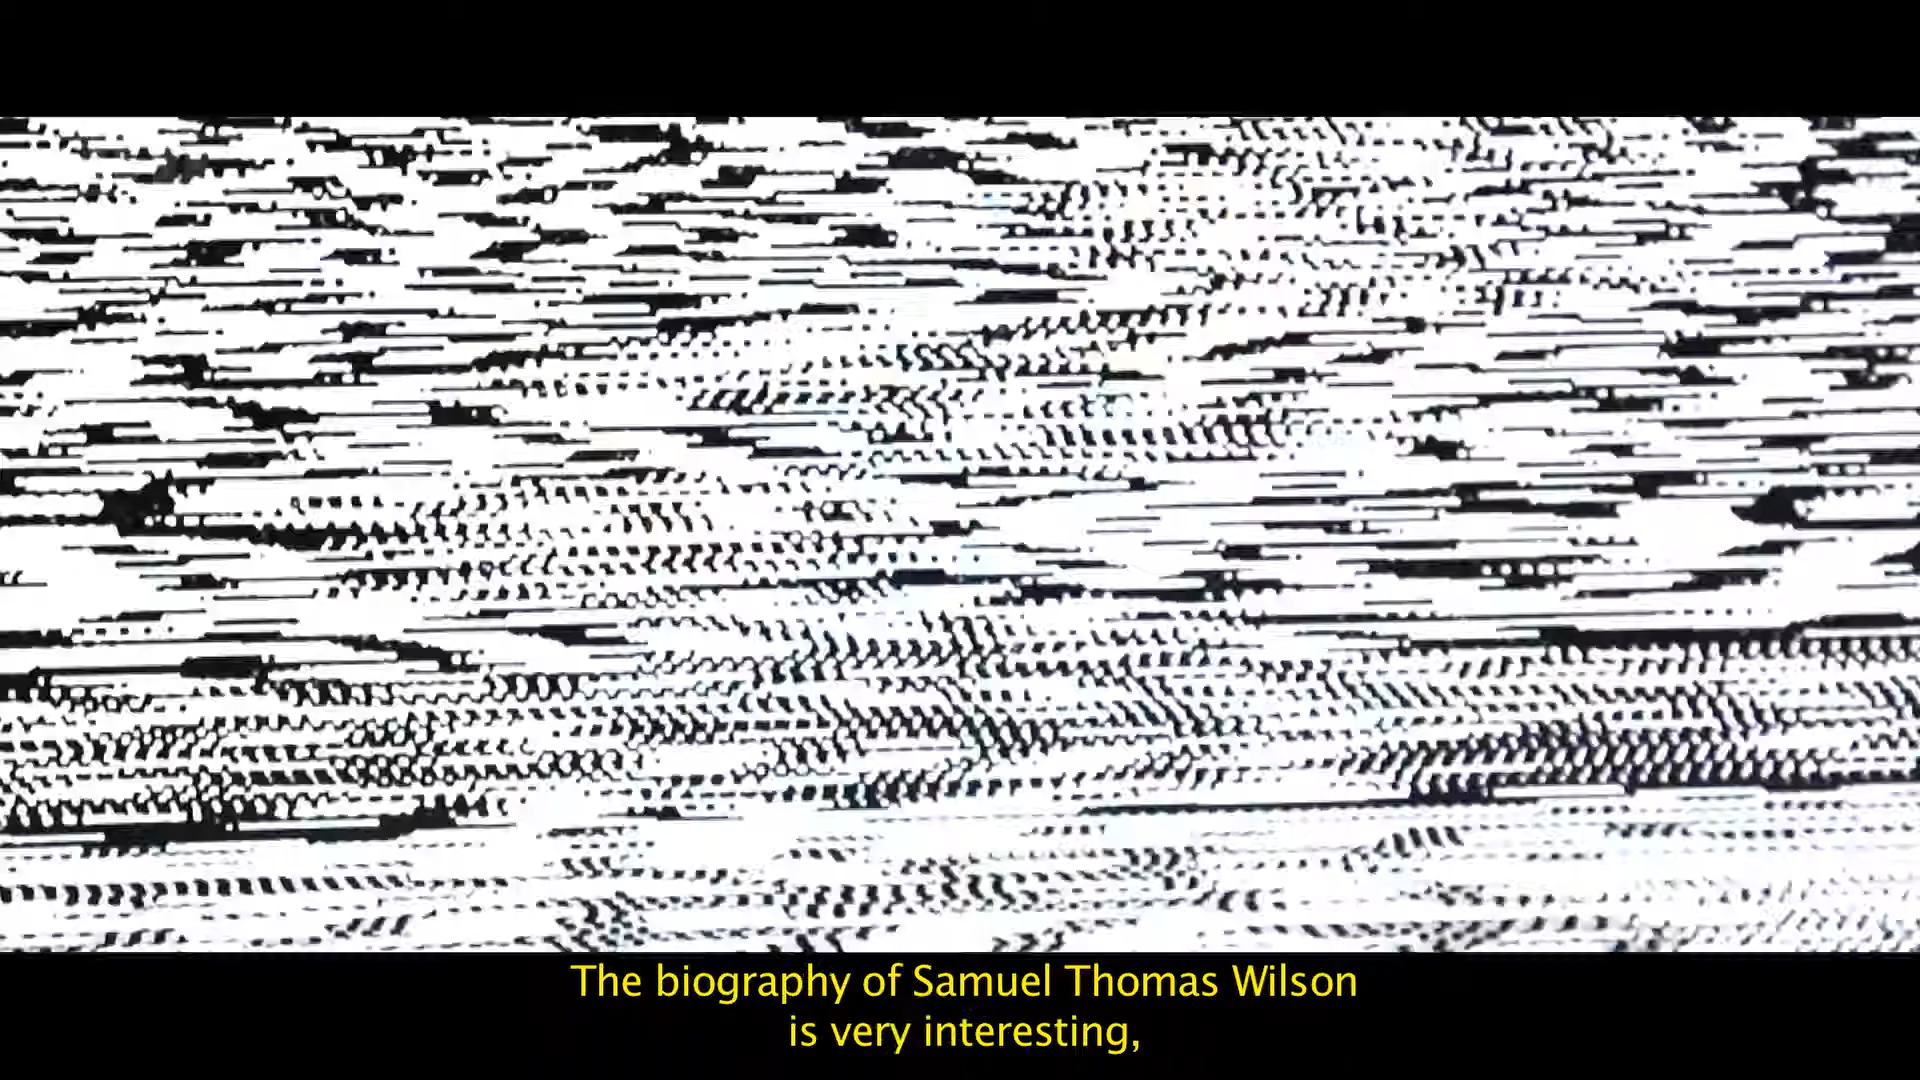 The biography of Samuel Thomas Wilson
is very interesting,